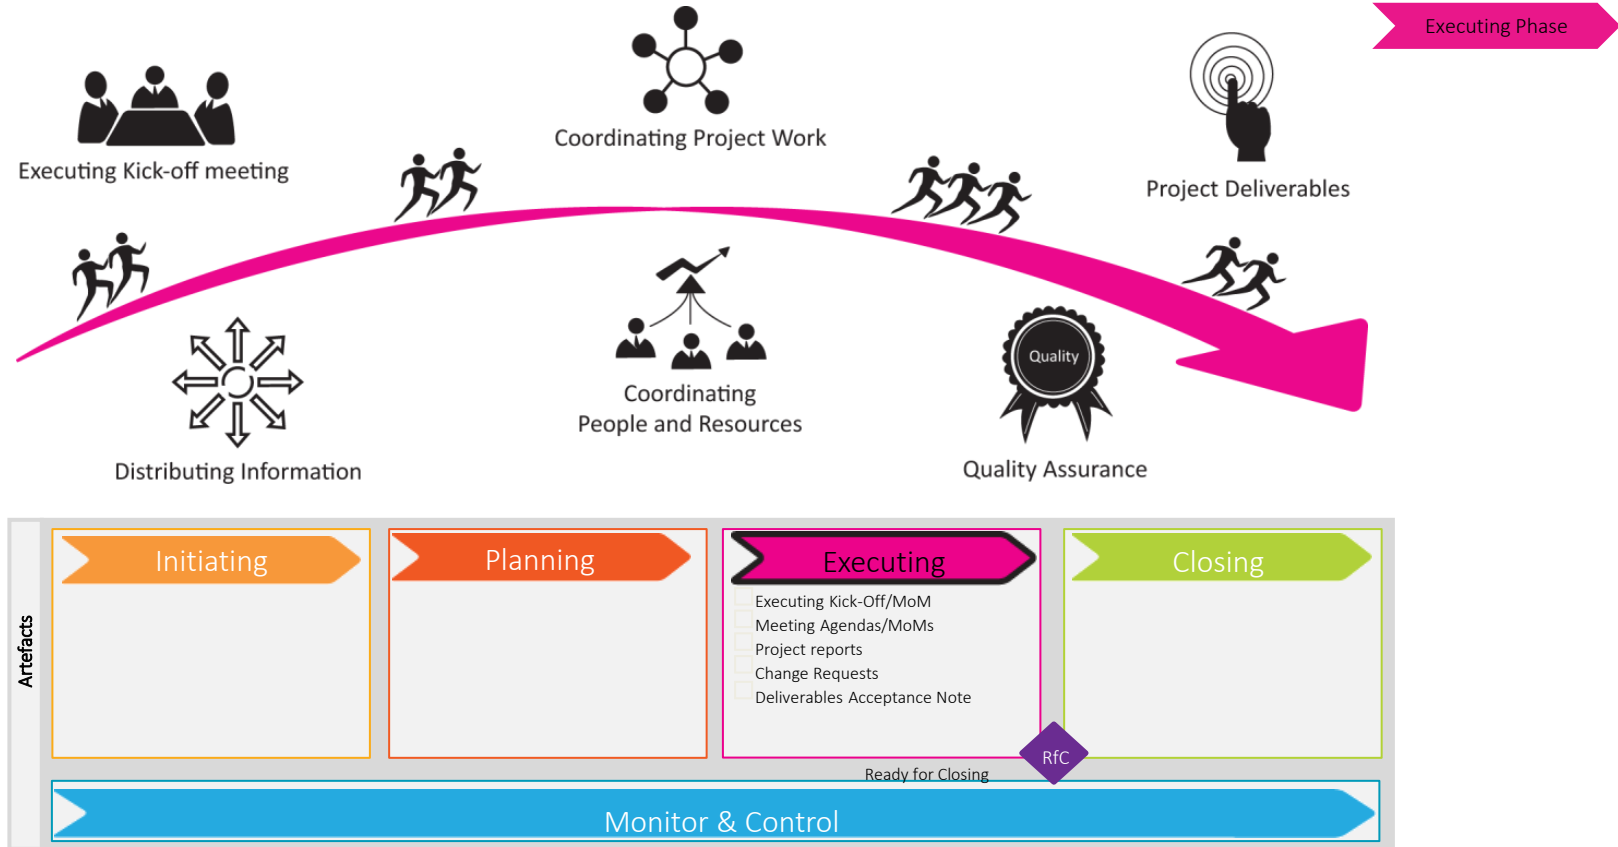 Executing Phase
Coordinating Project Work
Executing Kick-off meeting
Project Deliverables
Quality
Coordinating
People and Resources
Distributing Information
Quality Assurance
Artefacts
Initiating
Planning
Executing
Closing
Executing Kick-Off/MoM
Meeting Agendas/MoMs
Project reports
Change Requests
Deliverables Acceptance Note
RfC
Ready for Closing
Monitor & Control